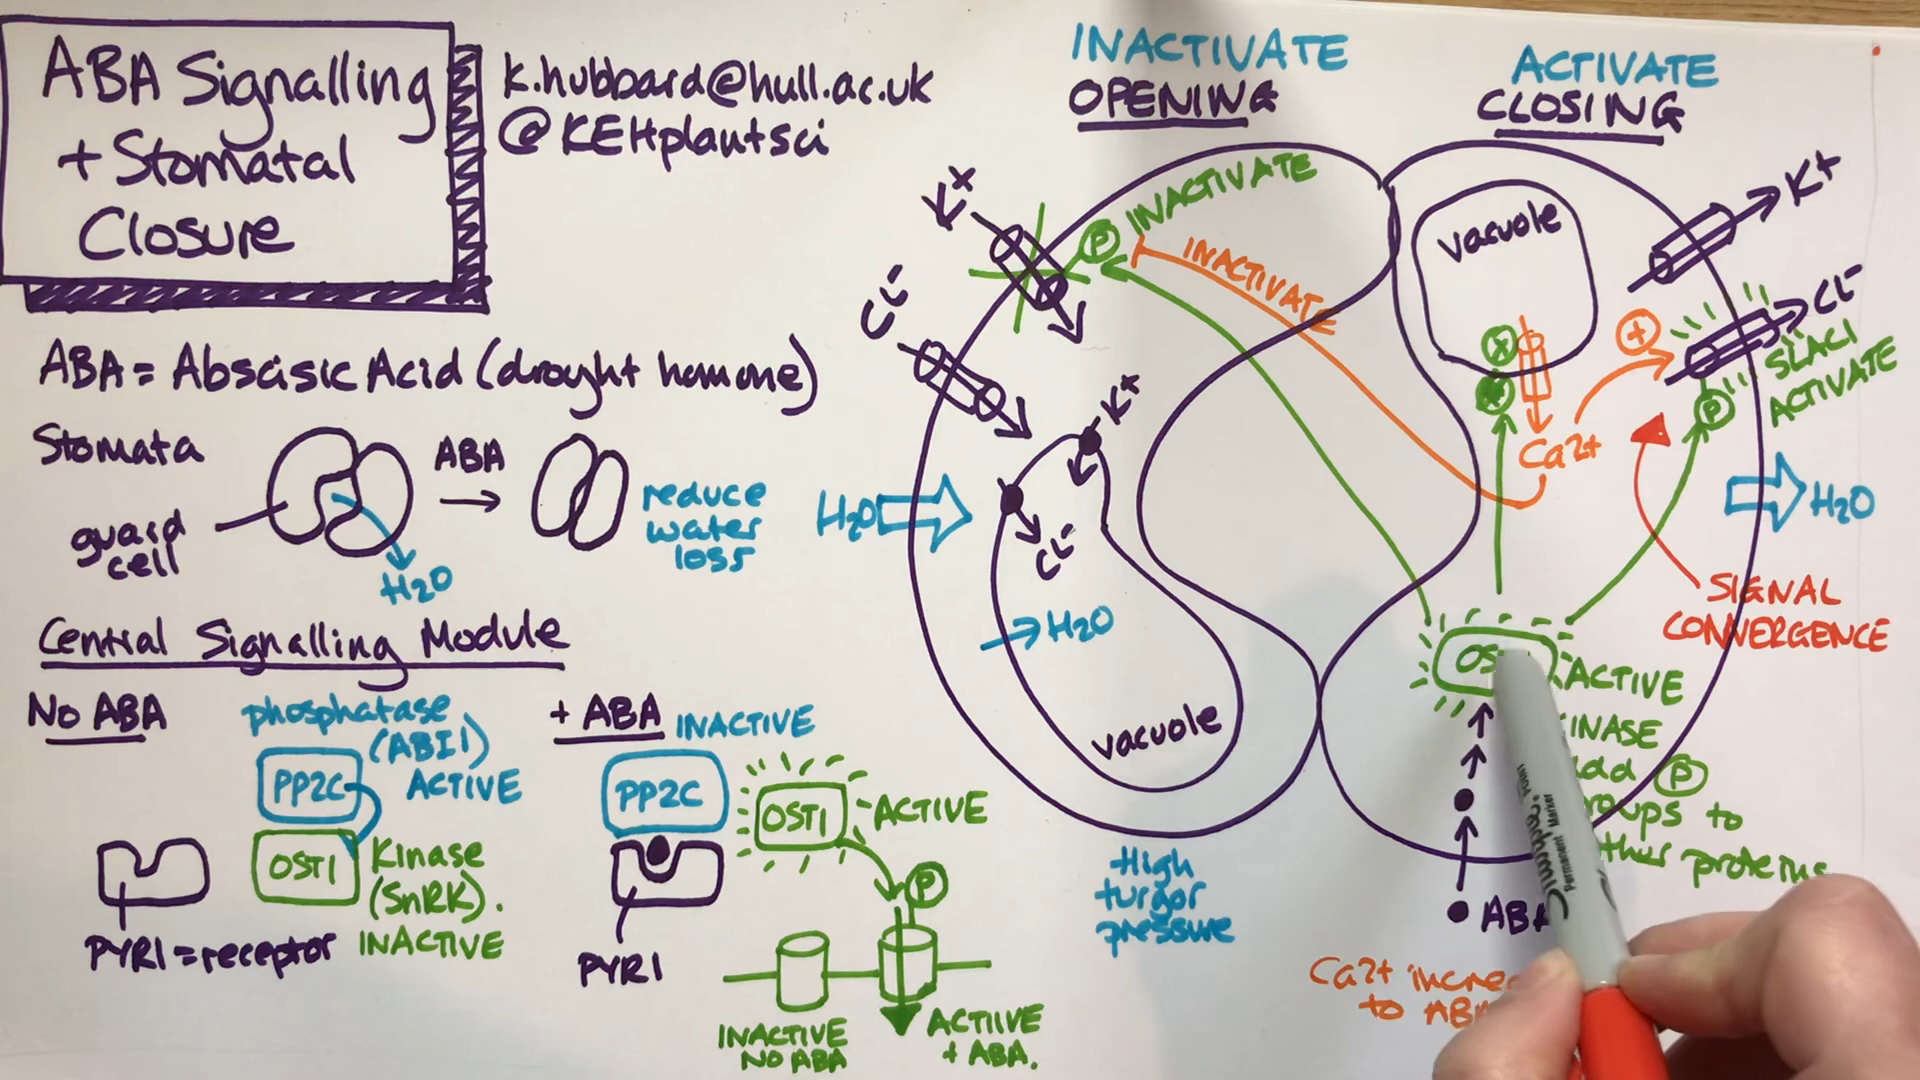 ABA Signalling
+ Stomatal
Closure
k.hubbard@hull.ac.uk
@KEHplantsci
ABA = Abscisic Acid (drought hormone)
Stomata
guard
cell
H2O
ABA
reduce
water
loss
Central Signalling Module
No ABA
phosphatase
(ABI1)
PP2C
ACTIVE
OST1
Kinase
(SnRK).
INACTIVE
PYR1 = receptor
+ ABA
INACTIVE
PP2C
OST1
ACTIVE
P
PYR1
INACTIVE
NO ABA
ACTIIVE
+ ABA.
INACTIVATE
OPENING
K+
P
INACTIVATE
INACTIVATE
Cl-
K+
Cl-
H2O
H2O
vacuole
High
turgor
pressure
ACTIVATE
CLOSING
vacuole
K+
Cl-
SLAC1
ACTIVATE
+
P
Ca2+
H2O
SIGNAL
CONVERGENCE
ACTIVE
P
to
proteins
Ca2+
to